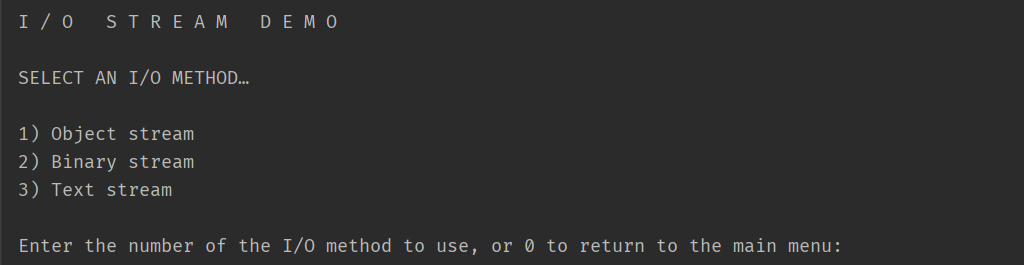 I / O   S T R E A M   D E M O
SELECT AN I/O METHOD…
1) Object stream
2) Binary stream
3) Text stream
Enter the number of the I/O method to use, or 0 to return to the main menu: